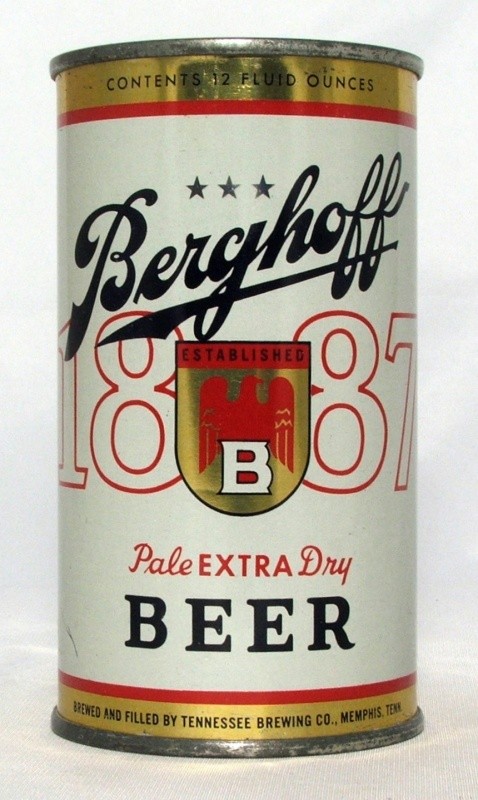 CONTENTS 12 FLUID OUNCES
Berghoff
1887
ESTABLISHED
B
Pale EXTRA Dry
BEER
BREWED AND FILLED BY TENNESSEE BREWING CO., MEMPHIS, TENN.